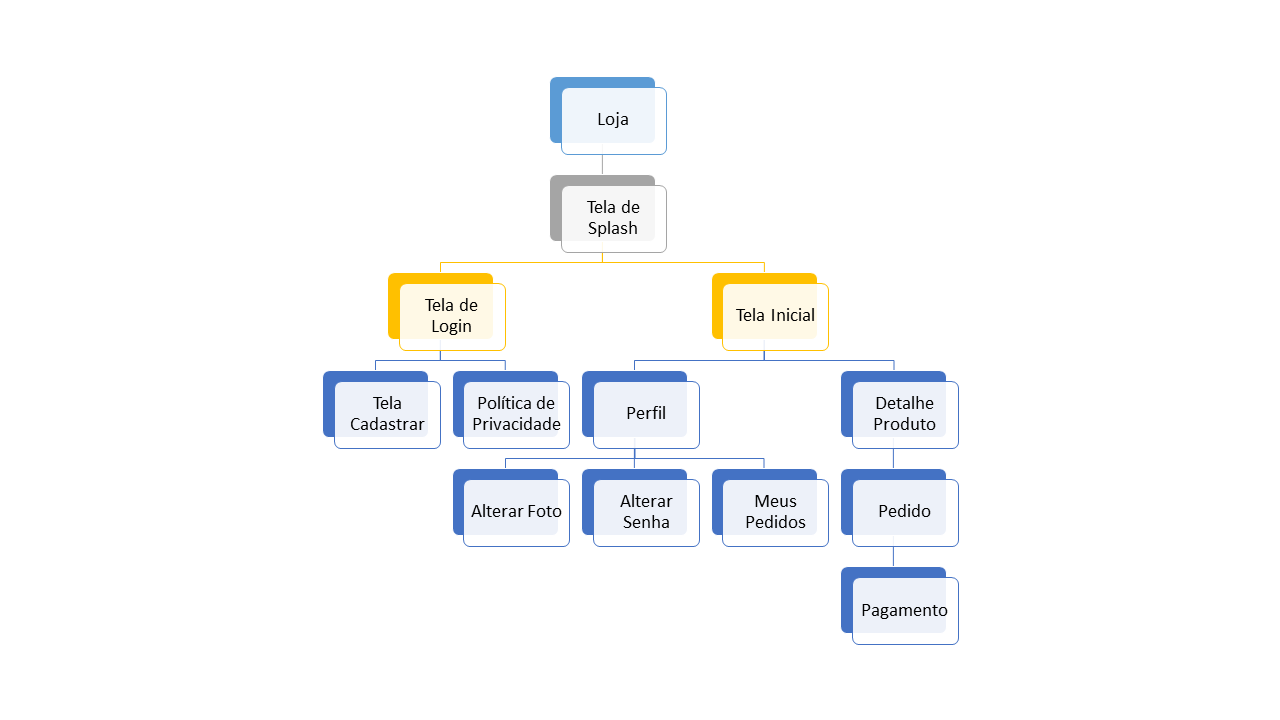 Loja
Tela de
Splash
Tela de
Login
Tela Inicial
Tela
Cadastrar
Política de
Privacidade
Perfil
Detalhe
Produto
Alterar Foto
Alterar
Senha
Meus
Pedidos
Pedido
Pagamento